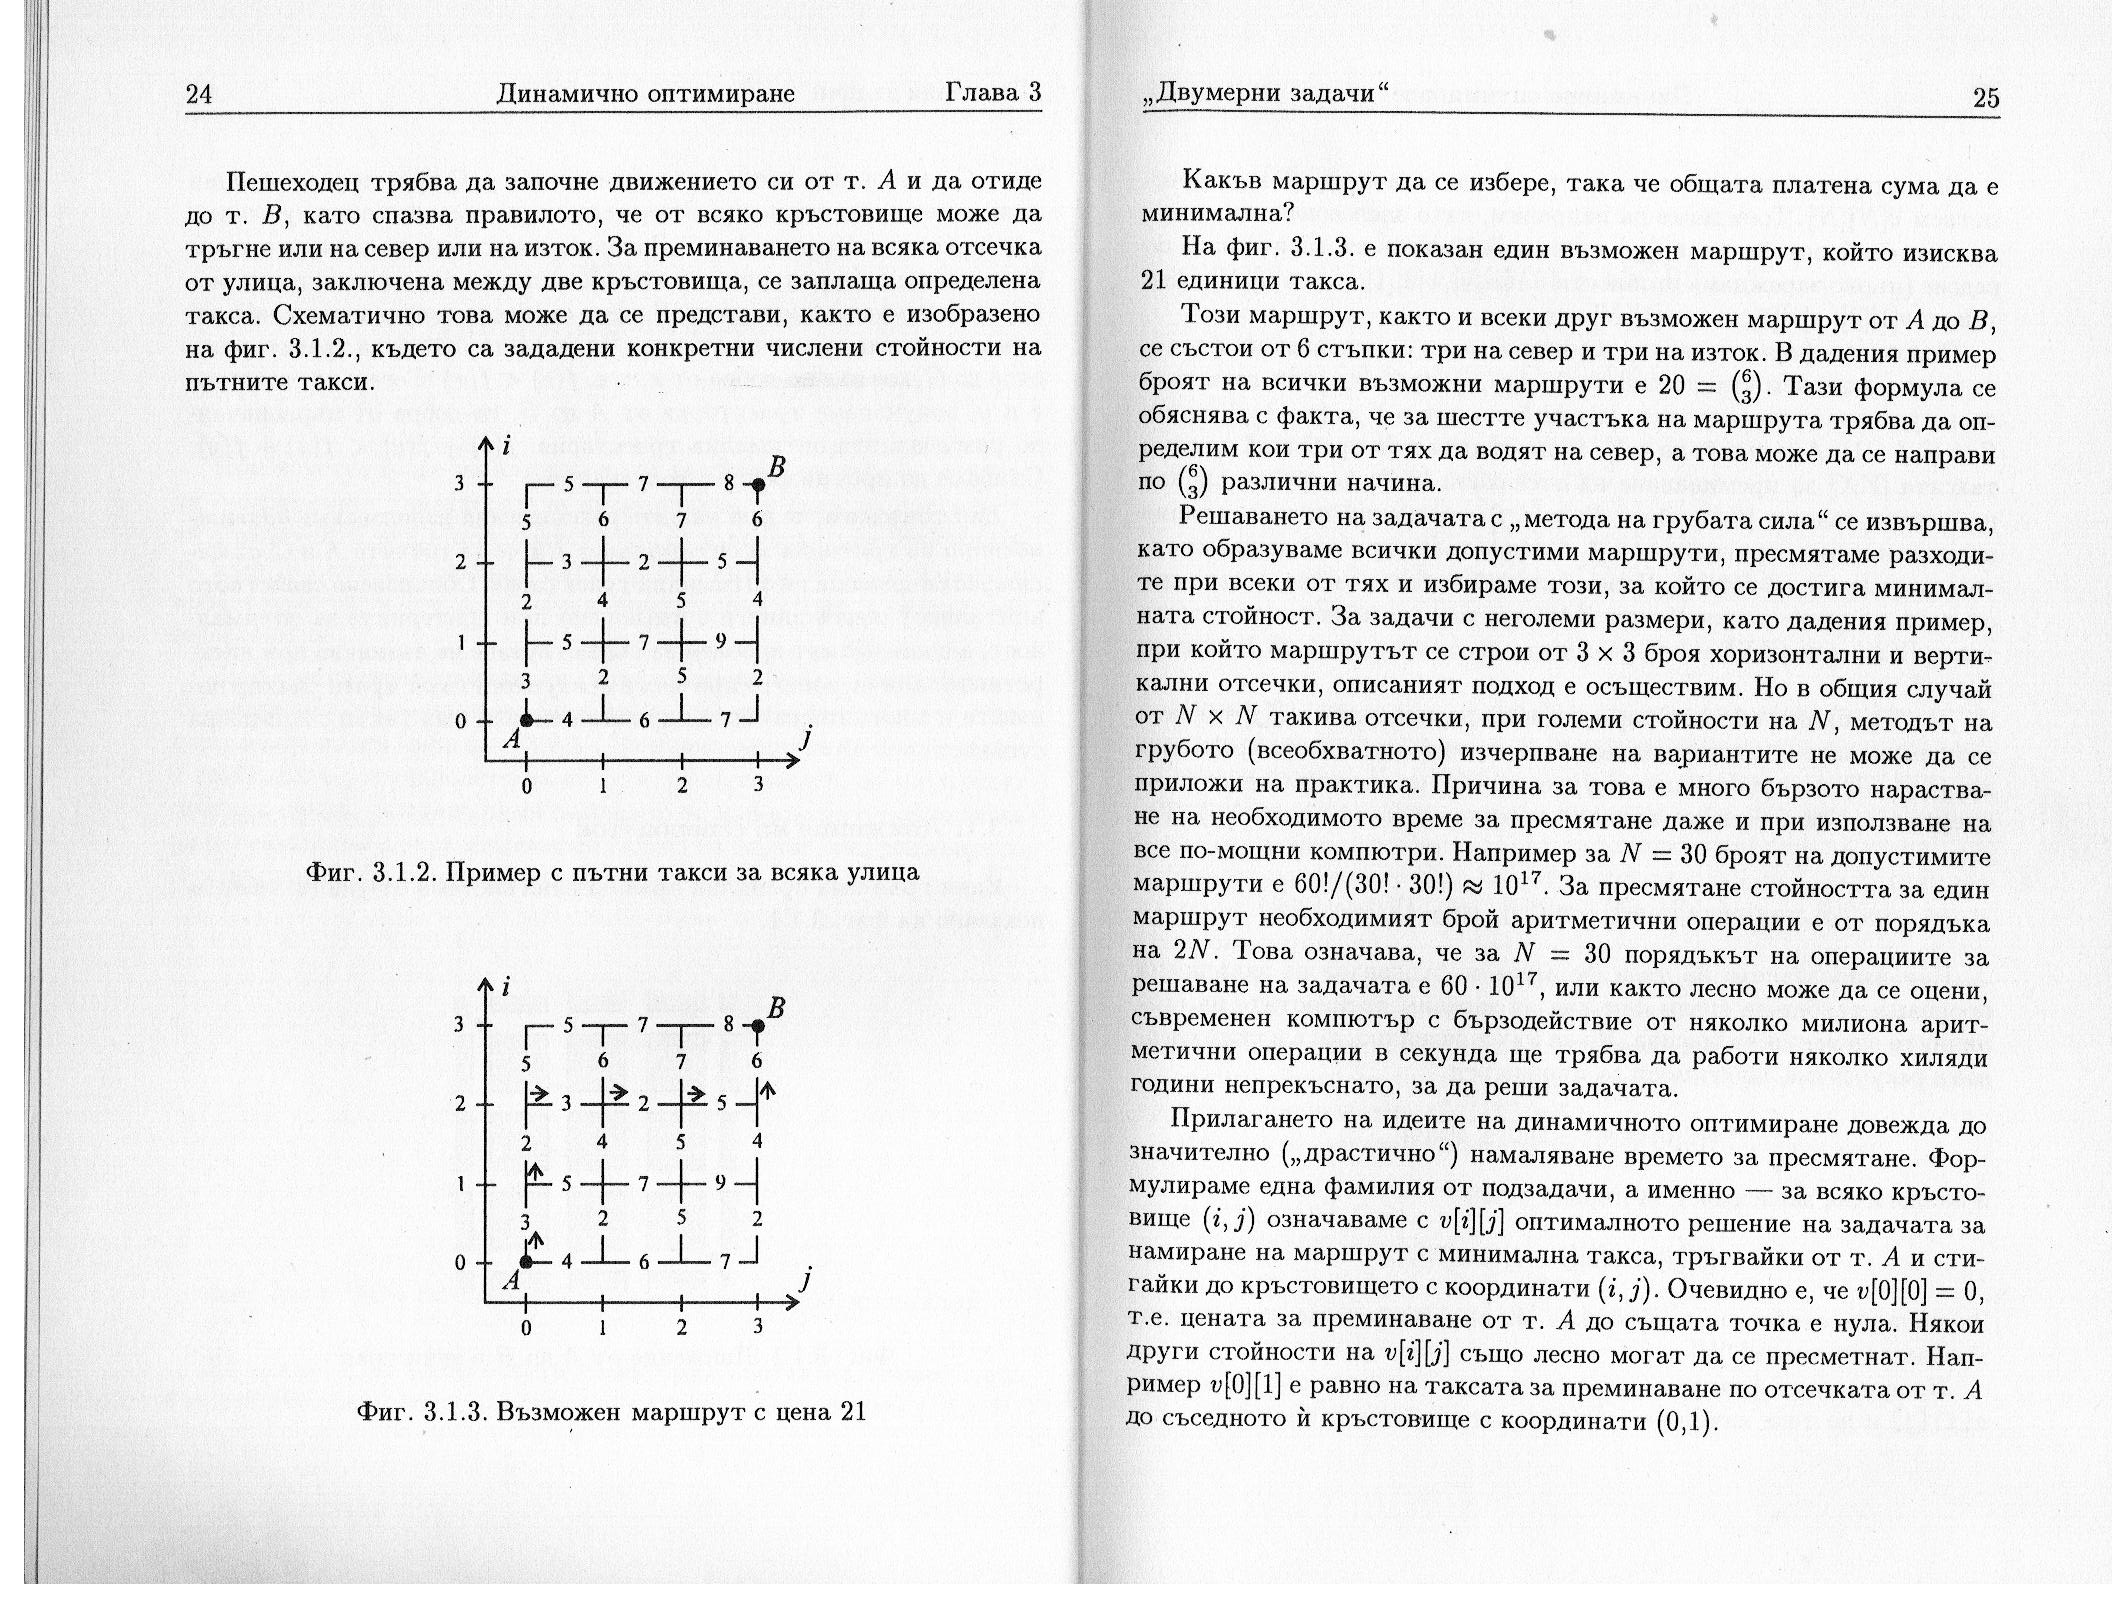 24 Динамично оптимиране Глава 3
Пешеходец трябва да започне движението си от т. A и да отиде
до т. B, като спазва правилото, че от всяко кръстовище може да
тръгне или на север или на изток. За преминаването на всяка отсечка
от улица, заключена между две кръстовища, се заплаща определена
такса. Схематично това може да се представи, както е изобразено
на фиг. 3.1.2., където са зададени конкретни числени стойности на
пътните такси.
i
B
3 5 7 8
5 6 7 6
2 3 2 5
2 4 5 4
1 5 7 9
3 2 5 2
0 4 6 7
A j
0 1 2 3
Фиг. 3.1.2. Пример с пътни такси за всяка улица
i
B
3 5 7 8
5 6 7 6
2 3 2 5
2 4 5 4
1 5 7 9
3 2 5 2
0 4 6 7
A j
0 1 2 3
Фиг. 3.1.3. Възможен маршрут с цена 21
„Двумерни задачи“ 25
Какъв маршрут да се избере, така че общата платена сума да е
минимална?
На фиг. 3.1.3. е показан един възможен маршрут, който изисква
21 единици такса.
Този маршрут, както и всеки друг възможен маршрут от A до B,
се състои от 6 стъпки: три на север и три на изток. В дадения пример
броят на всички възможни маршрути е 20 = (6 3). Тази формула се
обяснява с факта, че за шестте участъка на маршрута трябва да оп-
ределим кои три от тях да водят на север, а това може да се направи
по (6 3) различни начина.
Решаването на задачата с „метода на грубата сила“ се извършва,
като образуваме всички допустими маршрути, пресмятаме разходи-
те при всеки от тях и избираме този, за който се достига минимал-
ната стойност. За задачи с неголеми размери, като дадения пример,
при който маршрутът се строи от 3 × 3 броя хоризонтални и верти-
кални отсечки, описаният подход е осъществим. Но в общия случай
от N × N такива отсечки, при големи стойности на N, методът на
грубото (всеобхватното) изчерпване на вариантите не може да се
приложи на практика. Причина за това е много бързото нараства-
не на необходимото време за пресмятане даже и при използване на
все по-мощни компютри. Например за N = 30 броят на допустимите
маршрути е 60!/(30! · 30!) ≈ 10¹⁷. За пресмятане стойността за един
маршрут необходимият брой аритметични операции е от порядъка
на 2N. Това означава, че за N = 30 порядъкът на операциите за
решаване на задачата е 60 · 10¹⁷, или както лесно може да се оцени,
съвременен компютър с бързодействие от няколко милиона арит-
метични операции в секунда ще трябва да работи няколко хиляди
години непрекъснато, за да реши задачата.
Прилагането на идеите на динамичното оптимиране довежда до
значително („драстично“) намаляване времето за пресмятане. Фор-
мулираме една фамилия от подзадачи, а именно — за всяко кръсто-
вище (i, j) означаваме с v[i][j] оптималното решение на задачата за
намиране на маршрут с минимална такса, тръгвайки от т. A и сти-
гайки до кръстовището с координати (i, j). Очевидно е, че v[0][0] = 0,
т.е. цената за преминаване от т. A до същата точка е нула. Някои
други стойности на v[i][j] също лесно могат да се пресметнат. Нап-
ример v[0][1] е равно на таксата за преминаване по отсечката от т. A
до съседното ѝ кръстовище с координати (0,1).